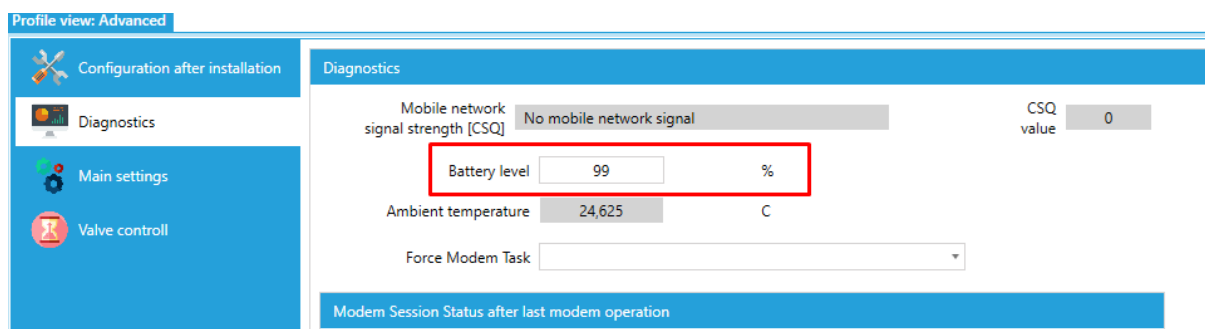 Profile view: Advanced
Configuration after installation
Diagnostics
Main settings
Valve controll
Diagnostics
Mobile network
signal strength [CSQ]
No mobile network signal
CSQ
value
0
Battery level 99 %
Ambient temperature 24,625 C
Force Modem Task
Modem Session Status after last modem operation